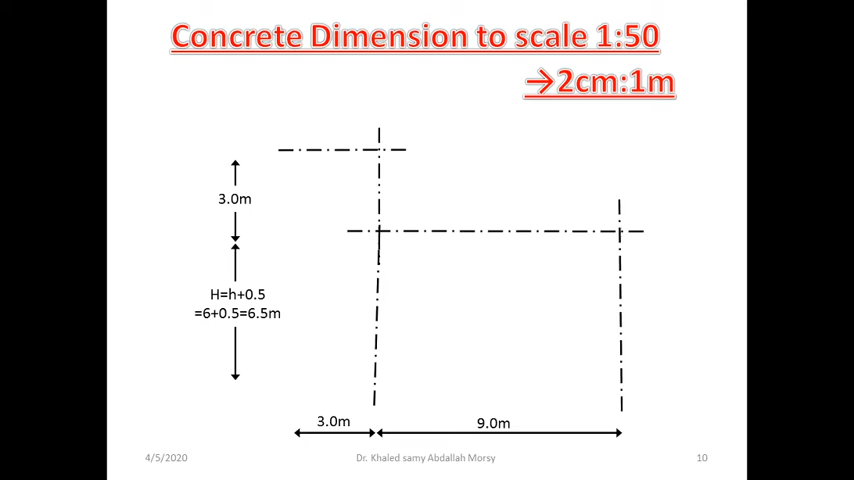 Concrete Dimension to scale 1:50
→2cm:1m
3.0m
H=h+0.5
=6+0.5=6.5m
3.0m
9.0m
4/5/2020
Dr. Khaled samy Abdallah Morsy
10